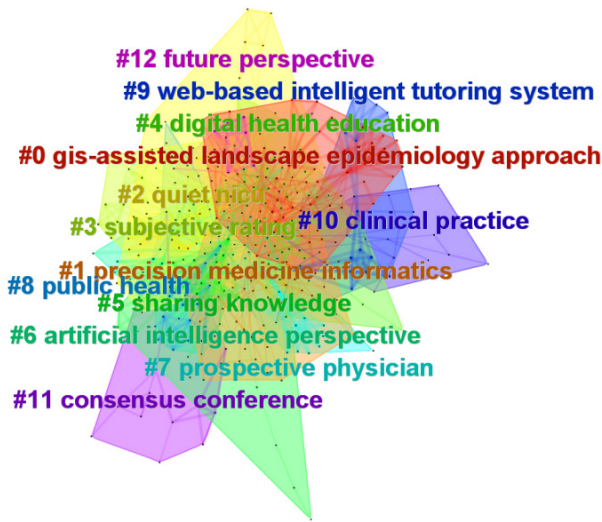 #12 future perspective
#9 web-based intelligent tutoring system
#4 digital health education
#0 gis-assisted landscape epidemiology approach
#2 quiet nicu
#10 clinical practice
#3 subjective rating
#1 precision medicine informatics
#8 public health
#5 sharing knowledge
#6 artificial intelligence perspective
#7 prospective physician
#11 consensus conference